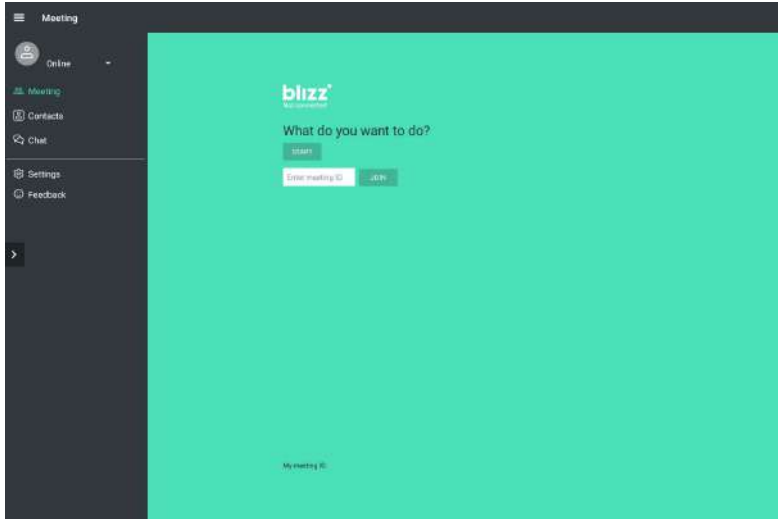 Meeting
Online
Meeting
Contacts
Chat
Settings
Feedback
blizz
What do you want to do?
START
Enter meeting ID
JOIN
My meeting ID: